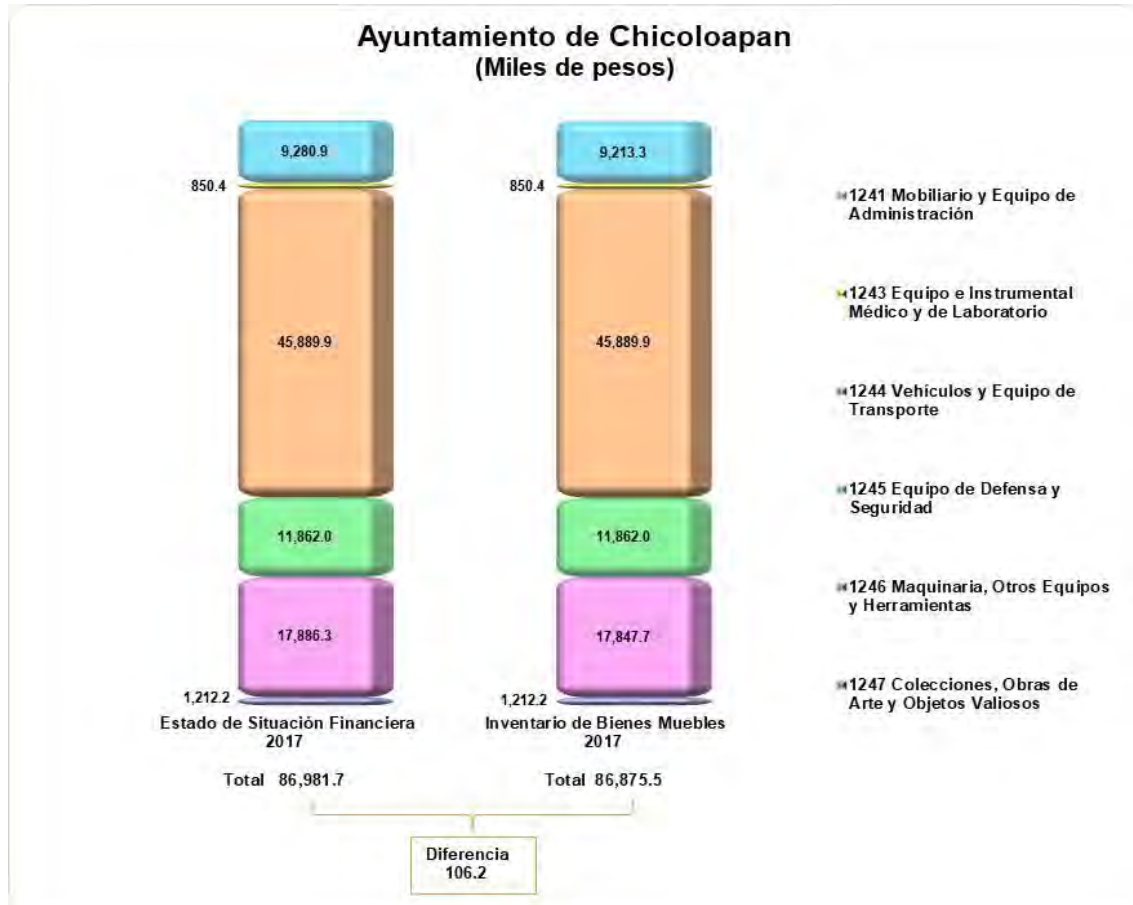 Ayuntamiento de Chicoloapan
(Miles de pesos)
9,280.9
850.4
45,889.9
11,862.0
17,886.3
1,212.2
Estado de Situación Financiera
2017
Total 86,981.7
9,213.3
850.4
45,889.9
11,862.0
17,847.7
1,212.2
Inventario de Bienes Muebles
2017
Total 86,875.5
Diferencia
106.2
1241 Mobiliario y Equipo de
Administración
1243 Equipo e Instrumental
Médico y de Laboratorio
1244 Vehículos y Equipo de
Transporte
1245 Equipo de Defensa y
Seguridad
1246 Maquinaria, Otros Equipos
y Herramientas
1247 Colecciones, Obras de
Arte y Objetos Valiosos